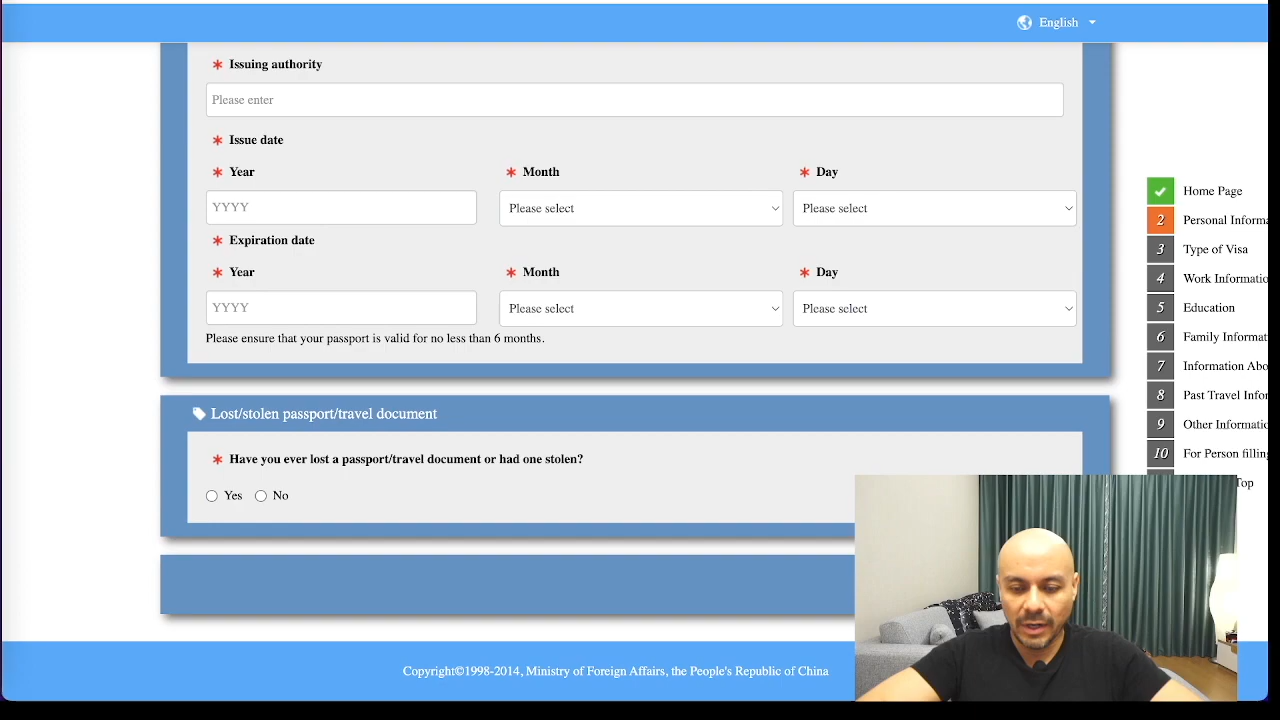 English
* Issuing authority
Please enter
* Issue date
* Year * Month * Day
YYYY Please select Please select
* Expiration date
* Year * Month * Day
YYYY Please select Please select
Please ensure that your passport is valid for no less than 6 months.
Lost/stolen passport/travel document
* Have you ever lost a passport/travel document or had one stolen?
Yes No
Home Page
2 Personal Informa
3 Type of Visa
4 Work Informatio
5 Education
6 Family Informat
7 Information Abo
8 Past Travel Infor
9 Other Informatio
10 For Person filling
Top
Copyright©1998-2014, Ministry of Foreign Affairs, the People's Republic of China